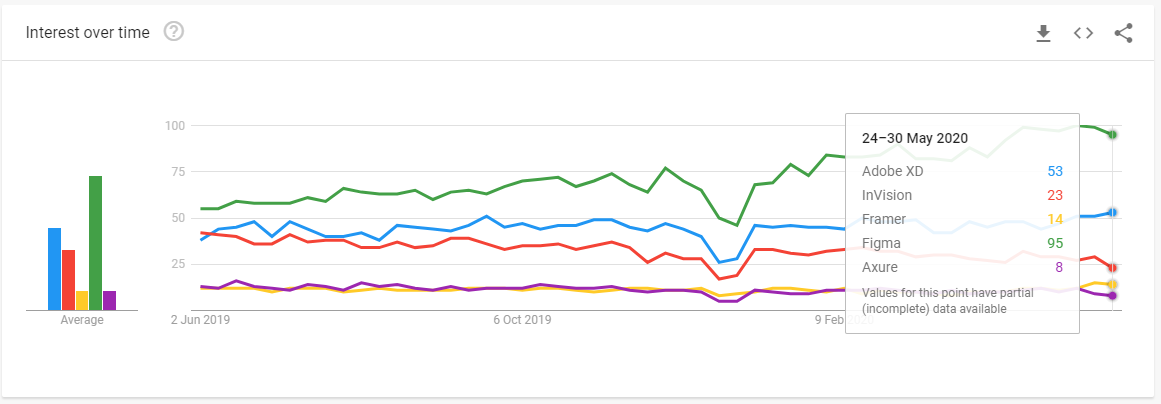 Interest over time
100
75
50
25
24–30 May 2020
Adobe XD 53
InVision 23
Framer 14
Figma 95
Axure 8
Values for this point have partial
(incomplete) data available
Average
2 Jun 2019
6 Oct 2019
9 Feb 2020